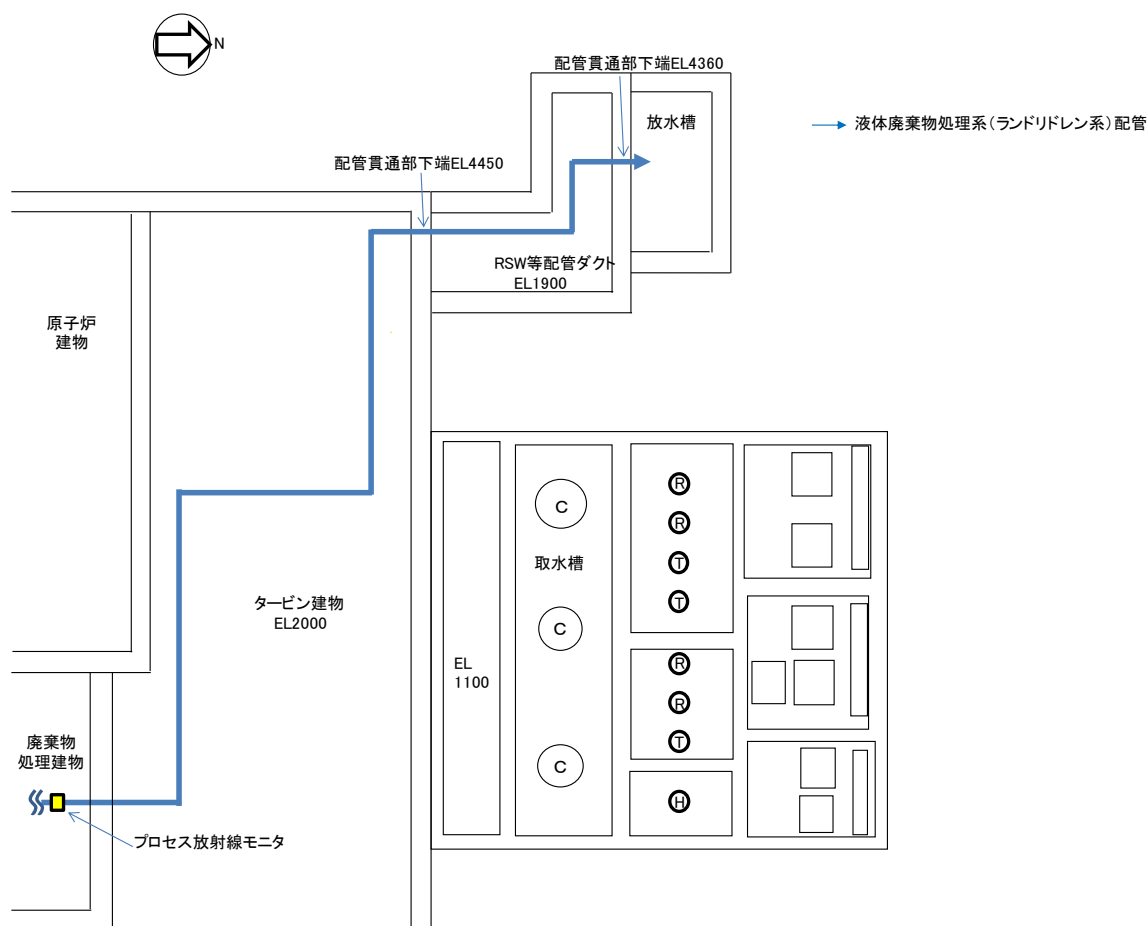 N
配管貫通部下端EL4360
放水槽
液体廃棄物処理系(ランドリドレン系)配管
配管貫通部下端EL4450
RSW等配管ダクト
EL1900
原子炉
建物
タービン建物
EL2000
取水槽
C
C
C
EL
1100
R
R
T
T
R
R
T
H
廃棄物
処理建物
プロセス放射線モニタ